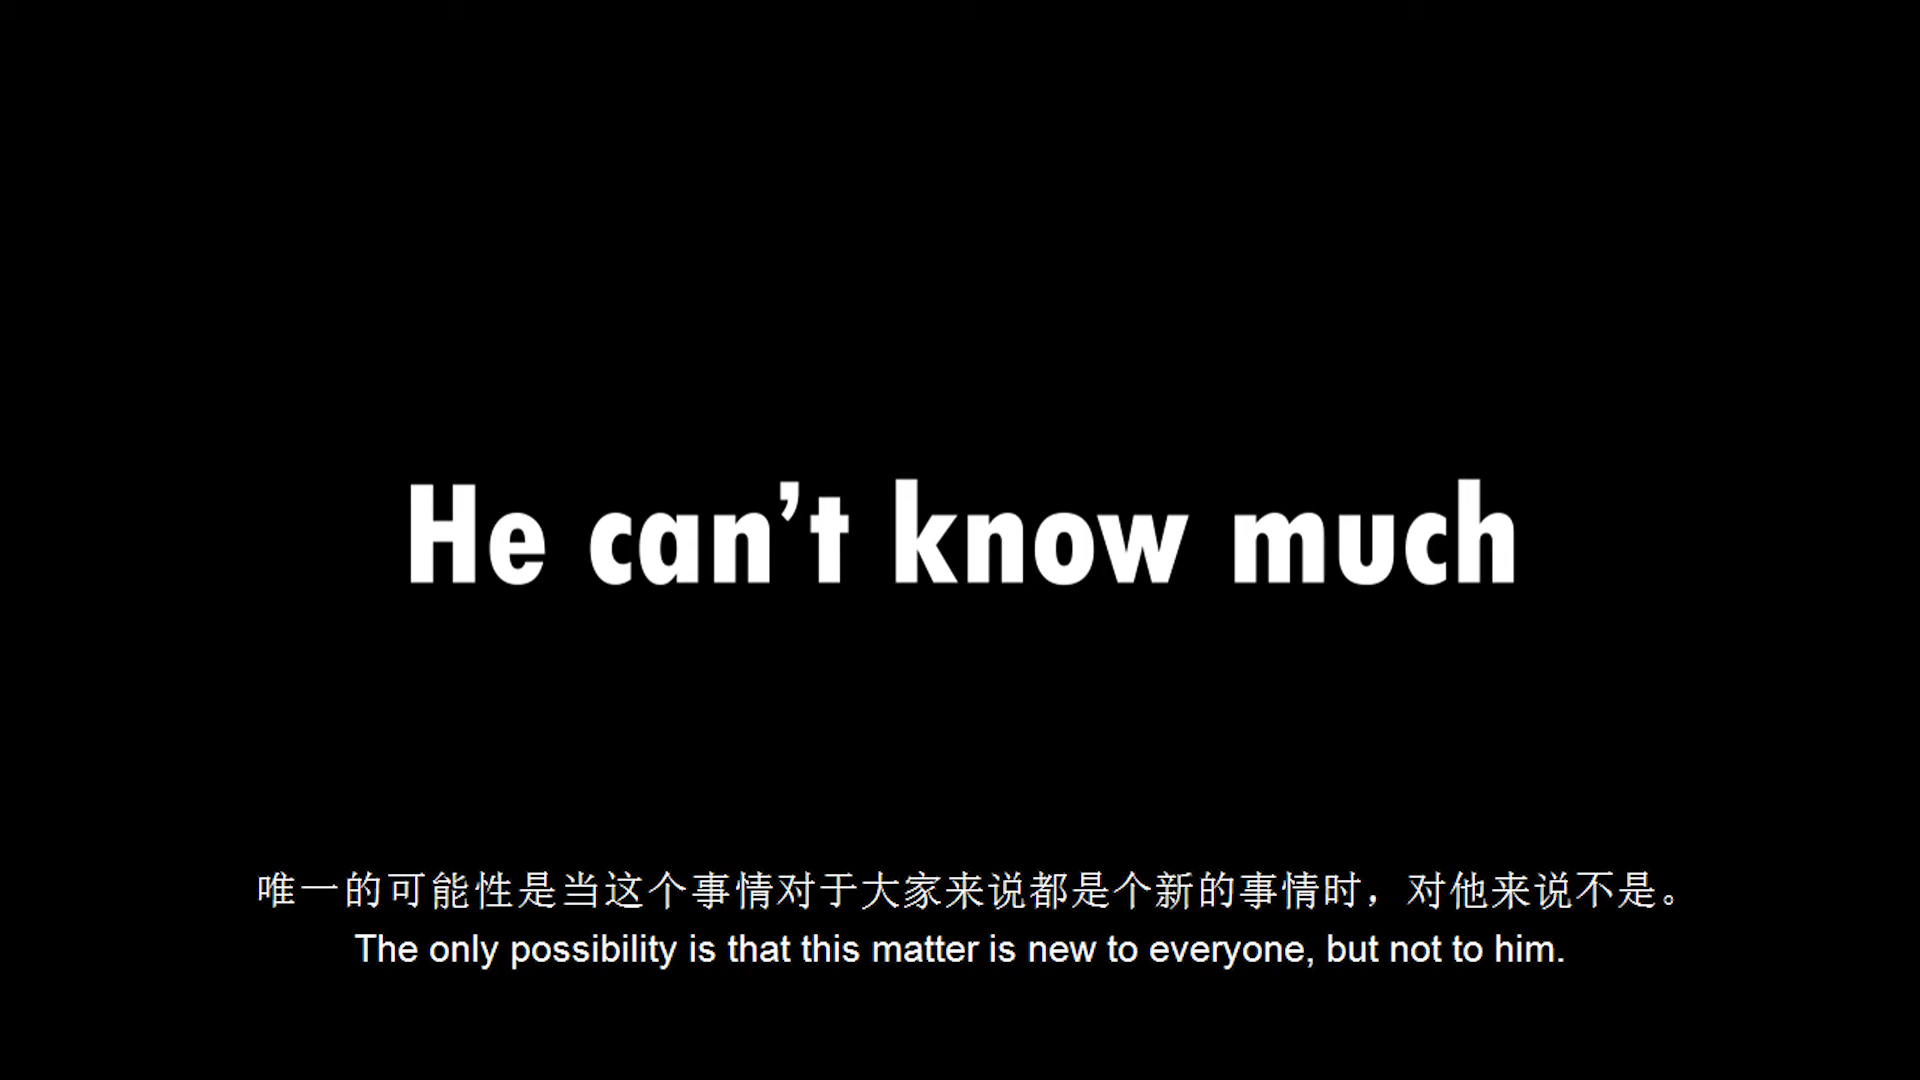 He can’t know much
唯一的可能性是当这个事情对于大家来说都是个新的事情时，对他来说不是。
The only possibility is that this matter is new to everyone, but not to him.